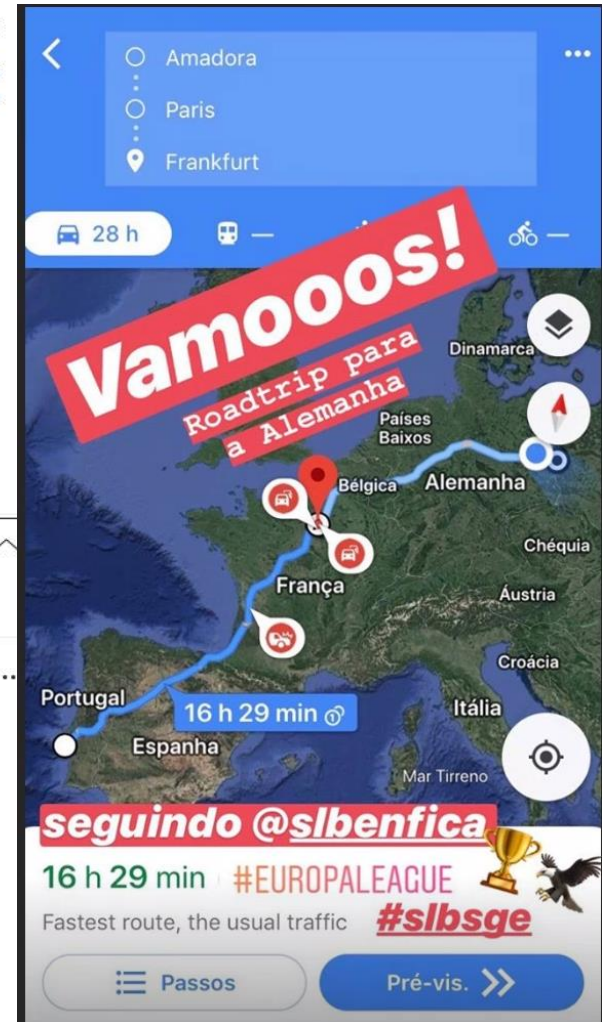 Amadora
Paris
Frankfurt
28 h
—
—
Vamooos!
Roadtrip para
a Alemanha
Dinamarca
Países
Baixos
Bélgica
Alemanha
Chéquia
França
Áustria
Croácia
Portugal
16 h 29 min
Itália
Espanha
Mar Tirreno
seguindo @slbenfica
16 h 29 min
#EUROPALEAGUE
Fastest route, the usual traffic
#slbsge
Passos
Pré-vis.